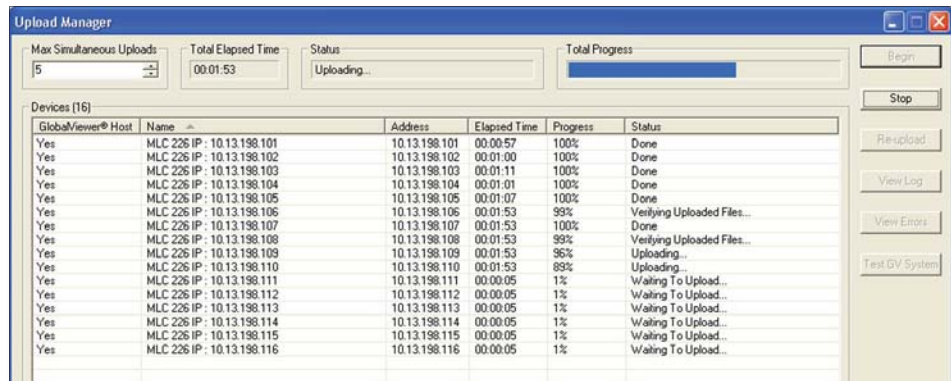 Upload Manager
Max Simultaneous Uploads Total Elapsed Time Status Total Progress
5 00:01:53 Uploading...
Begin
Stop
Re-upload
View Log
View Errors
Test GV System
Devices (16)
GlobalViewer® Host Name Address Elapsed Time Progress Status
Yes MLC 226 IP : 10.13.198.101 10.13.198.101 00:00:57 100% Done
Yes MLC 226 IP : 10.13.198.102 10.13.198.102 00:01:00 100% Done
Yes MLC 226 IP : 10.13.198.103 10.13.198.103 00:01:11 100% Done
Yes MLC 226 IP : 10.13.198.104 10.13.198.104 00:01:01 100% Done
Yes MLC 226 IP : 10.13.198.105 10.13.198.105 00:01:07 100% Done
Yes MLC 226 IP : 10.13.198.106 10.13.198.106 00:01:53 99% Verifying Uploaded Files...
Yes MLC 226 IP : 10.13.198.107 10.13.198.107 00:01:53 100% Done
Yes MLC 226 IP : 10.13.198.108 10.13.198.108 00:01:53 99% Verifying Uploaded Files...
Yes MLC 226 IP : 10.13.198.109 10.13.198.109 00:01:53 96% Uploading...
Yes MLC 226 IP : 10.13.198.110 10.13.198.110 00:01:53 89% Uploading...
Yes MLC 226 IP : 10.13.198.111 10.13.198.111 00:00:05 1% Waiting To Upload...
Yes MLC 226 IP : 10.13.198.112 10.13.198.112 00:00:05 1% Waiting To Upload...
Yes MLC 226 IP : 10.13.198.113 10.13.198.113 00:00:05 1% Waiting To Upload...
Yes MLC 226 IP : 10.13.198.114 10.13.198.114 00:00:05 1% Waiting To Upload...
Yes MLC 226 IP : 10.13.198.115 10.13.198.115 00:00:05 1% Waiting To Upload...
Yes MLC 226 IP : 10.13.198.116 10.13.198.116 00:00:05 1% Waiting To Upload...